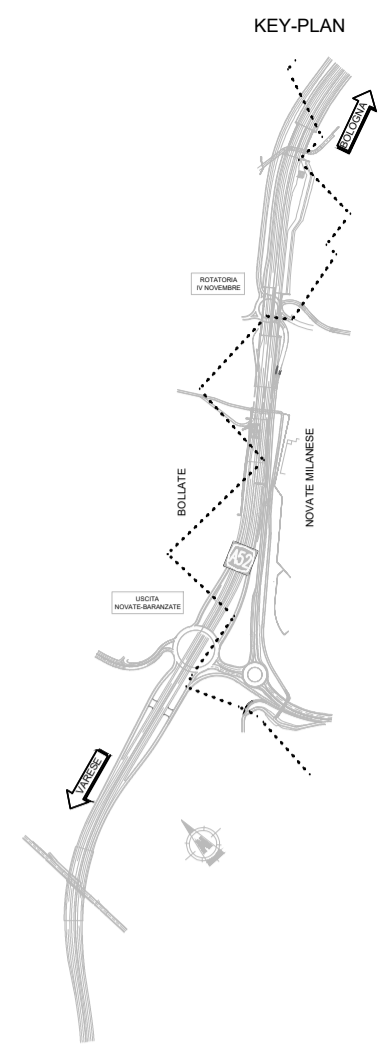 KEY-PLAN
BOLOGNA
ROTATORIA
IV NOVEMBRE
BOLLATE
NOVATE MILANESE
A52
USCITA
NOVATE-BARANZATE
VARESE
N